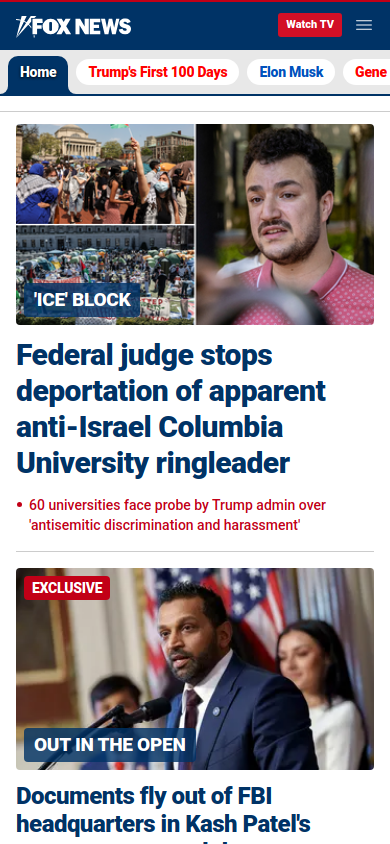 FOX NEWS
Watch TV
Home
Trump's First 100 Days
Elon Musk
Gene
'ICE' BLOCK
Federal judge stops
deportation of apparent
anti-Israel Columbia
University ringleader
60 universities face probe by Trump admin over
'antisemitic discrimination and harassment'
EXCLUSIVE
OUT IN THE OPEN
Documents fly out of FBI
headquarters in Kash Patel's